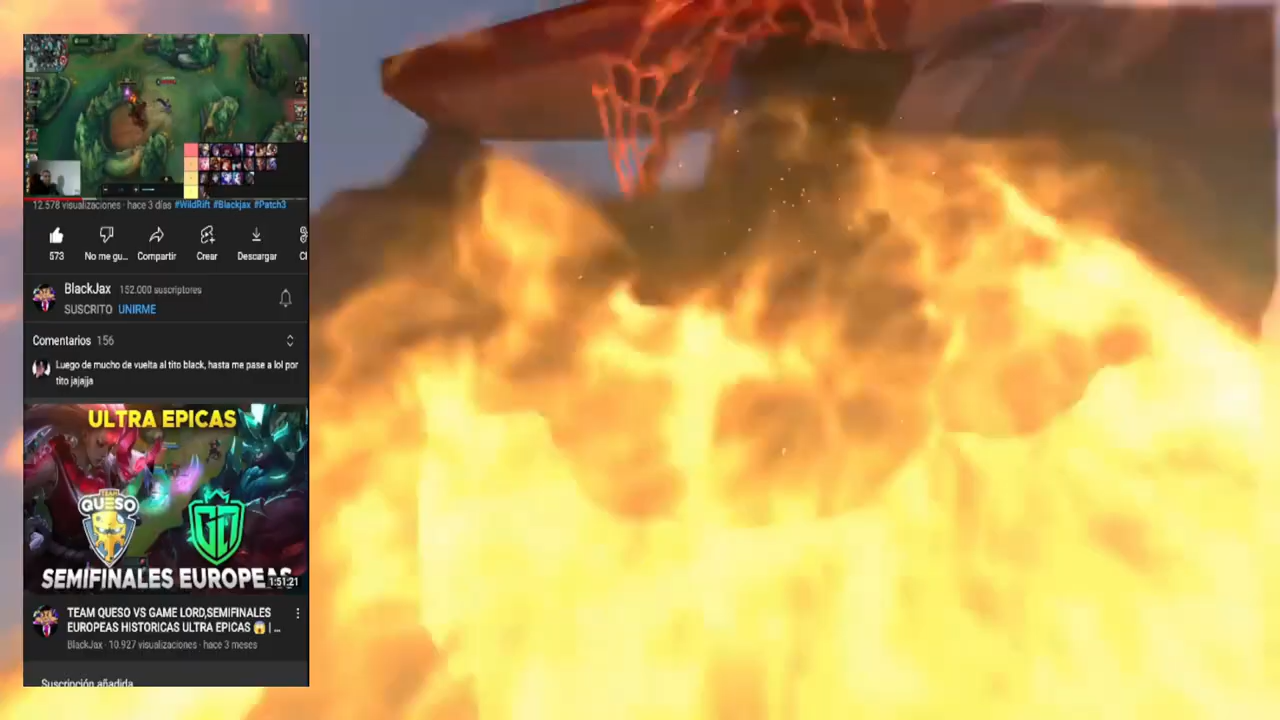 12.578 visualizaciones · hace 3 días #WildRift #Blackjax #Patch3
573 No me gu... Compartir Crear Descargar Cl
BlackJax 152.000 suscriptores
SUSCRITO UNIRME
Comentarios 156
Luego de mucho de vuelta al tito black, hasta me pase a lol por
tito jajajja
ULTRA EPICAS
TEAM
QUESO
SEMIFINALES EUROPEAS
1:51:21
TEAM QUESO VS GAME LORD,SEMIFINALES
EUROPEAS HISTORICAS ULTRA EPICAS 😱 | ...
BlackJax · 10.927 visualizaciones · hace 3 meses
Suscripción añadida